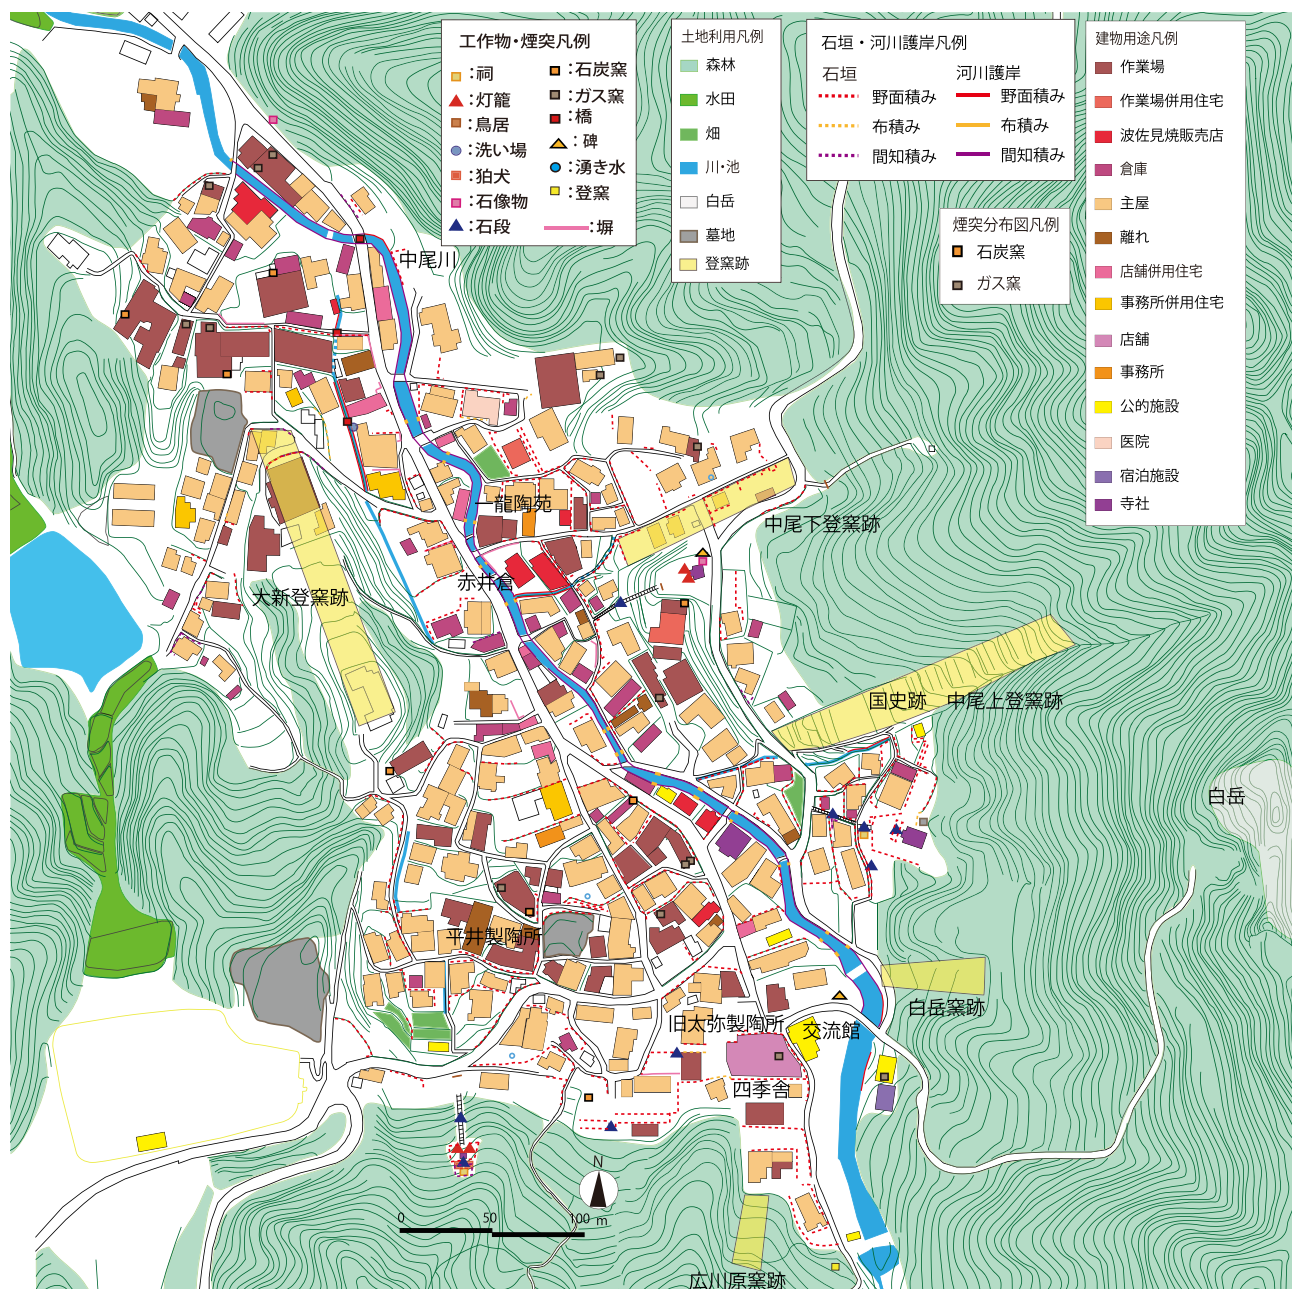 工作物・煙突凡例
:祠
:灯籠
:鳥居
:洗い場
:狛犬
:石像物
:石段
:石炭窯
:ガス窯
:橋
:碑
:湧き水
:登窯
:塀
土地利用凡例
森林
水田
畑
川・池
白岳
墓地
登窯跡
石垣・河川護岸凡例
石垣
野面積み
布積み
間知積み
河川護岸
野面積み
布積み
間知積み
煙突分布図凡例
石炭窯
ガス窯
建物用途凡例
作業場
作業場併用住宅
波佐見焼販売店
倉庫
主屋
離れ
店舗併用住宅
事務所併用住宅
店舗
事務所
公的施設
医院
宿泊施設
寺社
中尾川
一龍陶苑
中尾下登窯跡
赤井倉
大新登窯跡
国史跡 中尾上登窯跡
白岳
平井製陶所
白岳窯跡
旧太弥製陶所
交流館
四季舎
N
0 50 100 m
広川原窯跡